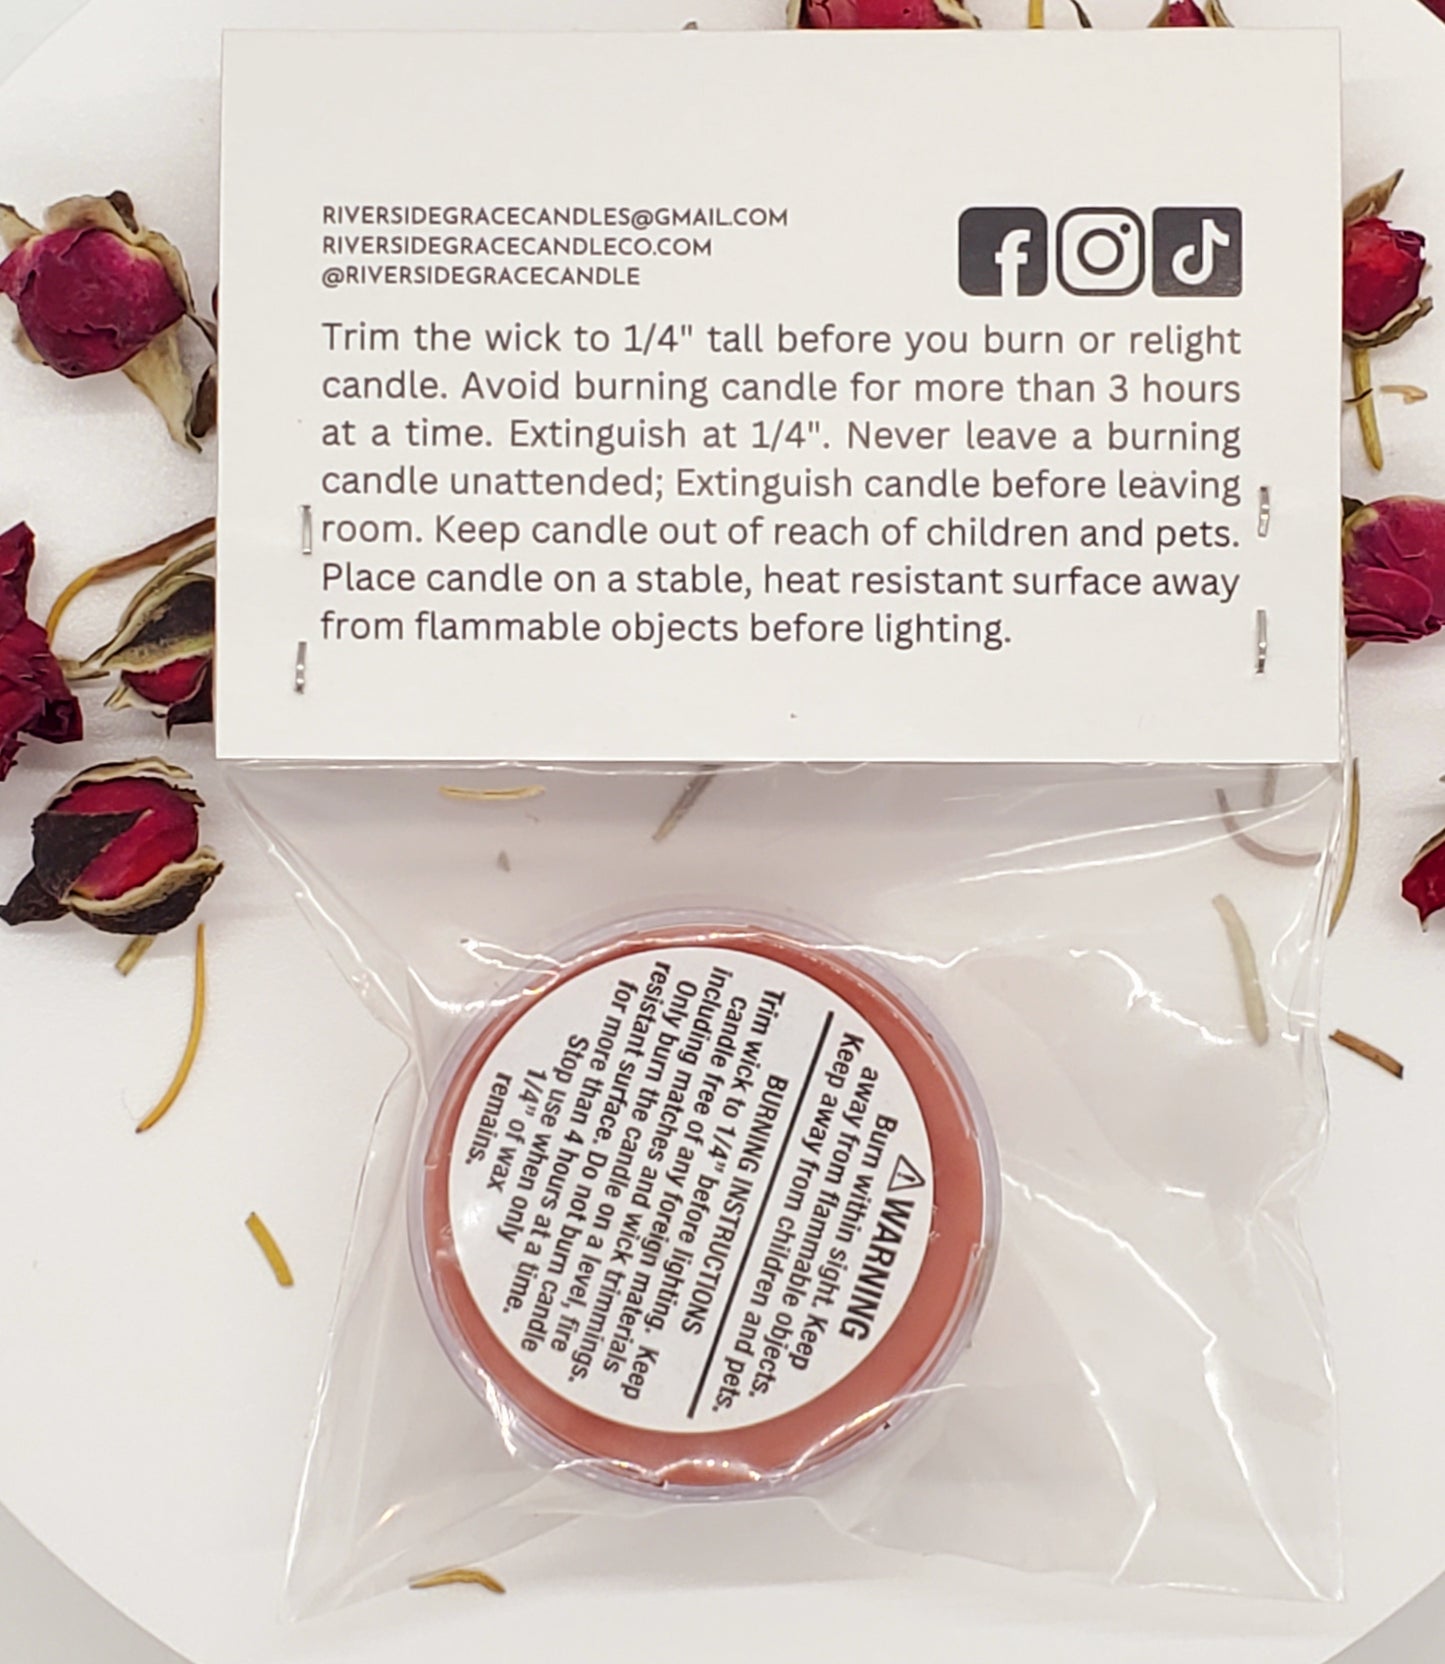 RIVERSIDEGRACECANDLES@GMAIL.COM
RIVERSIDEGRACECANDLECO.COM
@RIVERSIDEGRACECANDLE
Trim the wick to 1/4" tall before you burn or relight
candle. Avoid burning candle for more than 3 hours
at a time. Extinguish at 1/4". Never leave a burning
candle unattended; Extinguish candle before leaving
room. Keep candle out of reach of children and pets.
Place candle on a stable, heat resistant surface away
from flammable objects before lighting.
⚠WARNING
Burn within sight. Keep
away from flammable objects.
Keep away from children and pets.
BURNING INSTRUCTIONS
Trim wick to 1/4" before lighting. Keep
candle free of any foreign materials
Including matches and wick trimmings.
Only burn the candle on a level, fire
resistant surface. Do not burn candle
for more than 4 hours at a time.
Stop use when only
1/4" of wax
remains.